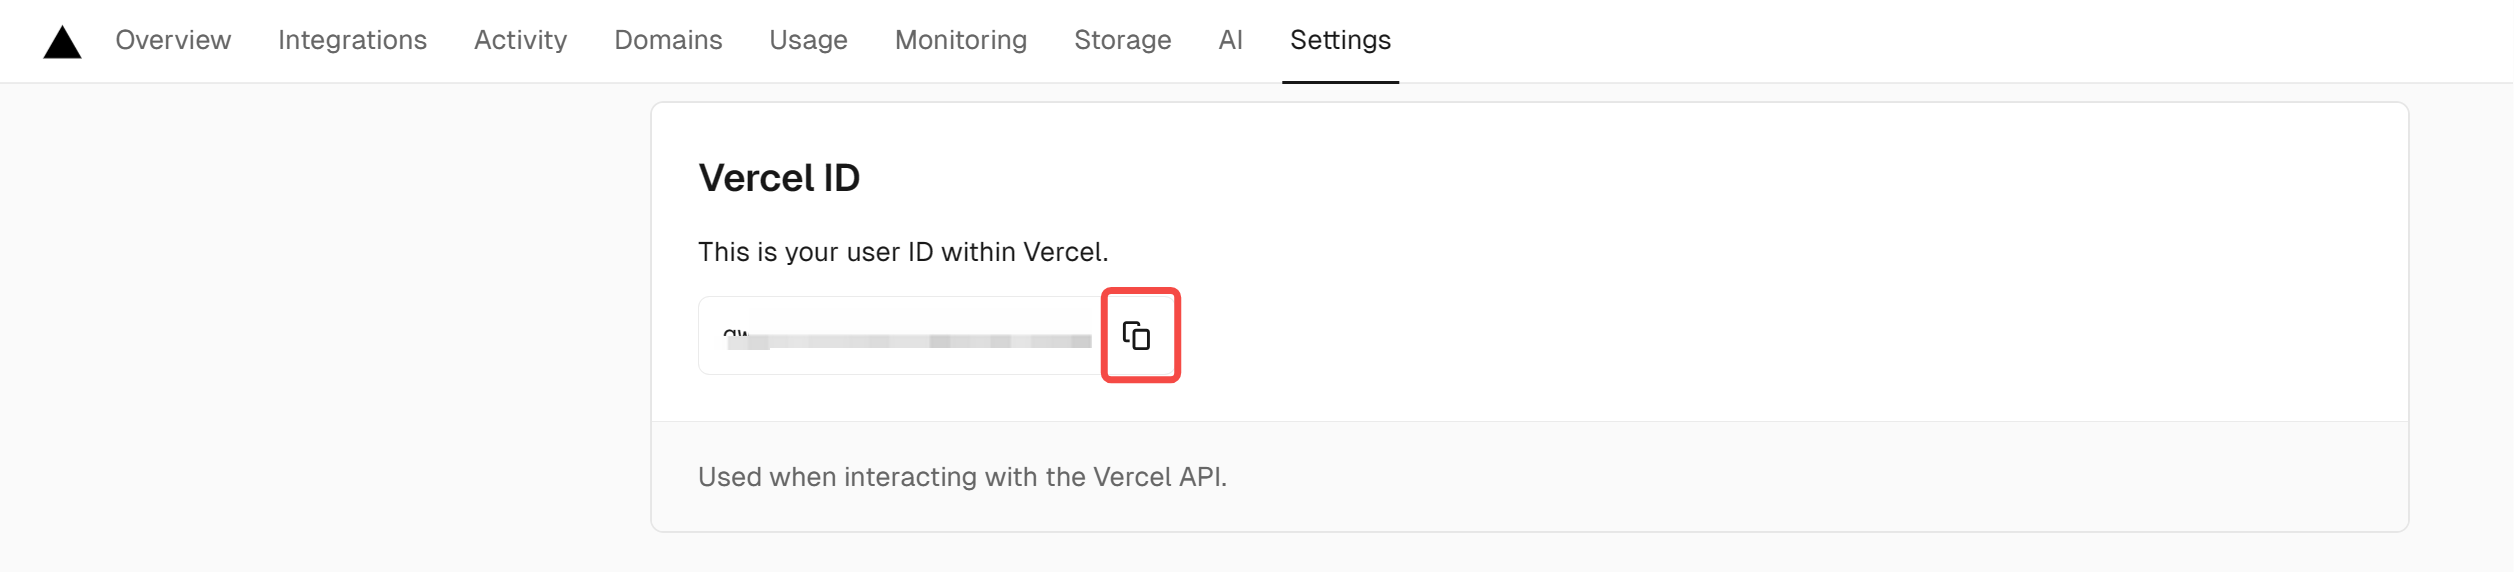 Overview Integrations Activity Domains Usage Monitoring Storage AI Settings
Vercel ID
This is your user ID within Vercel.
Used when interacting with the Vercel API.